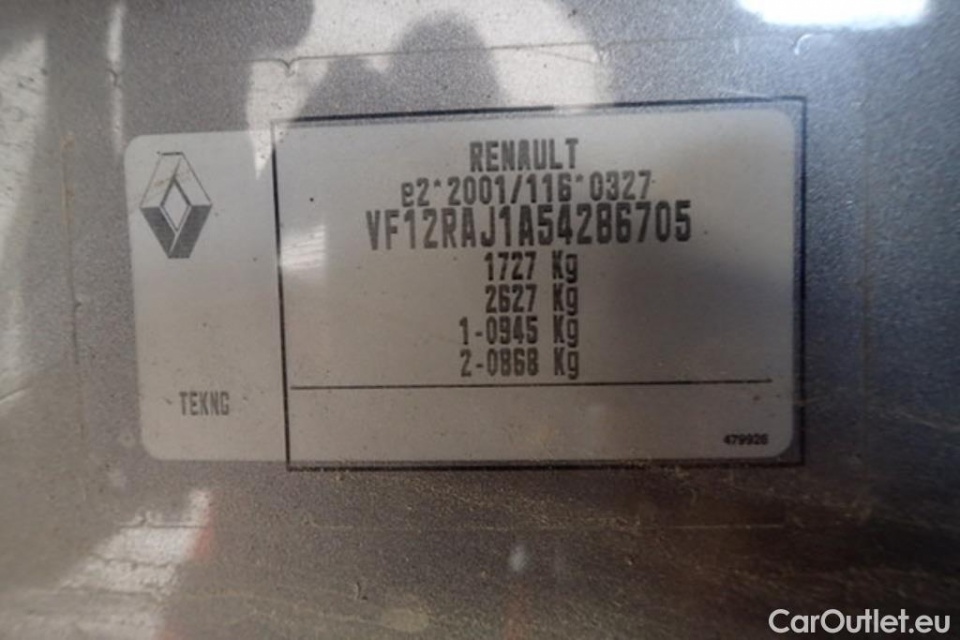 RENAULT
e2*2001/116*0327
VF12RAJ1A54286705
1727 Kg
2627 Kg
1-0945 Kg
2-0868 Kg
TEKNG
479926
CarOutlet.eu